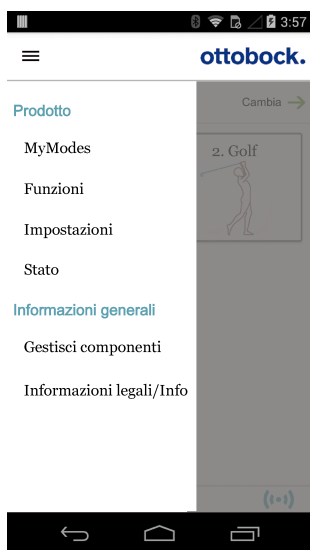 3:57
ottobock.
Prodotto
Cambia
MyModes
2. Golf
Funzioni
Impostazioni
Stato
Informazioni generali
Gestisci componenti
Informazioni legali/Info